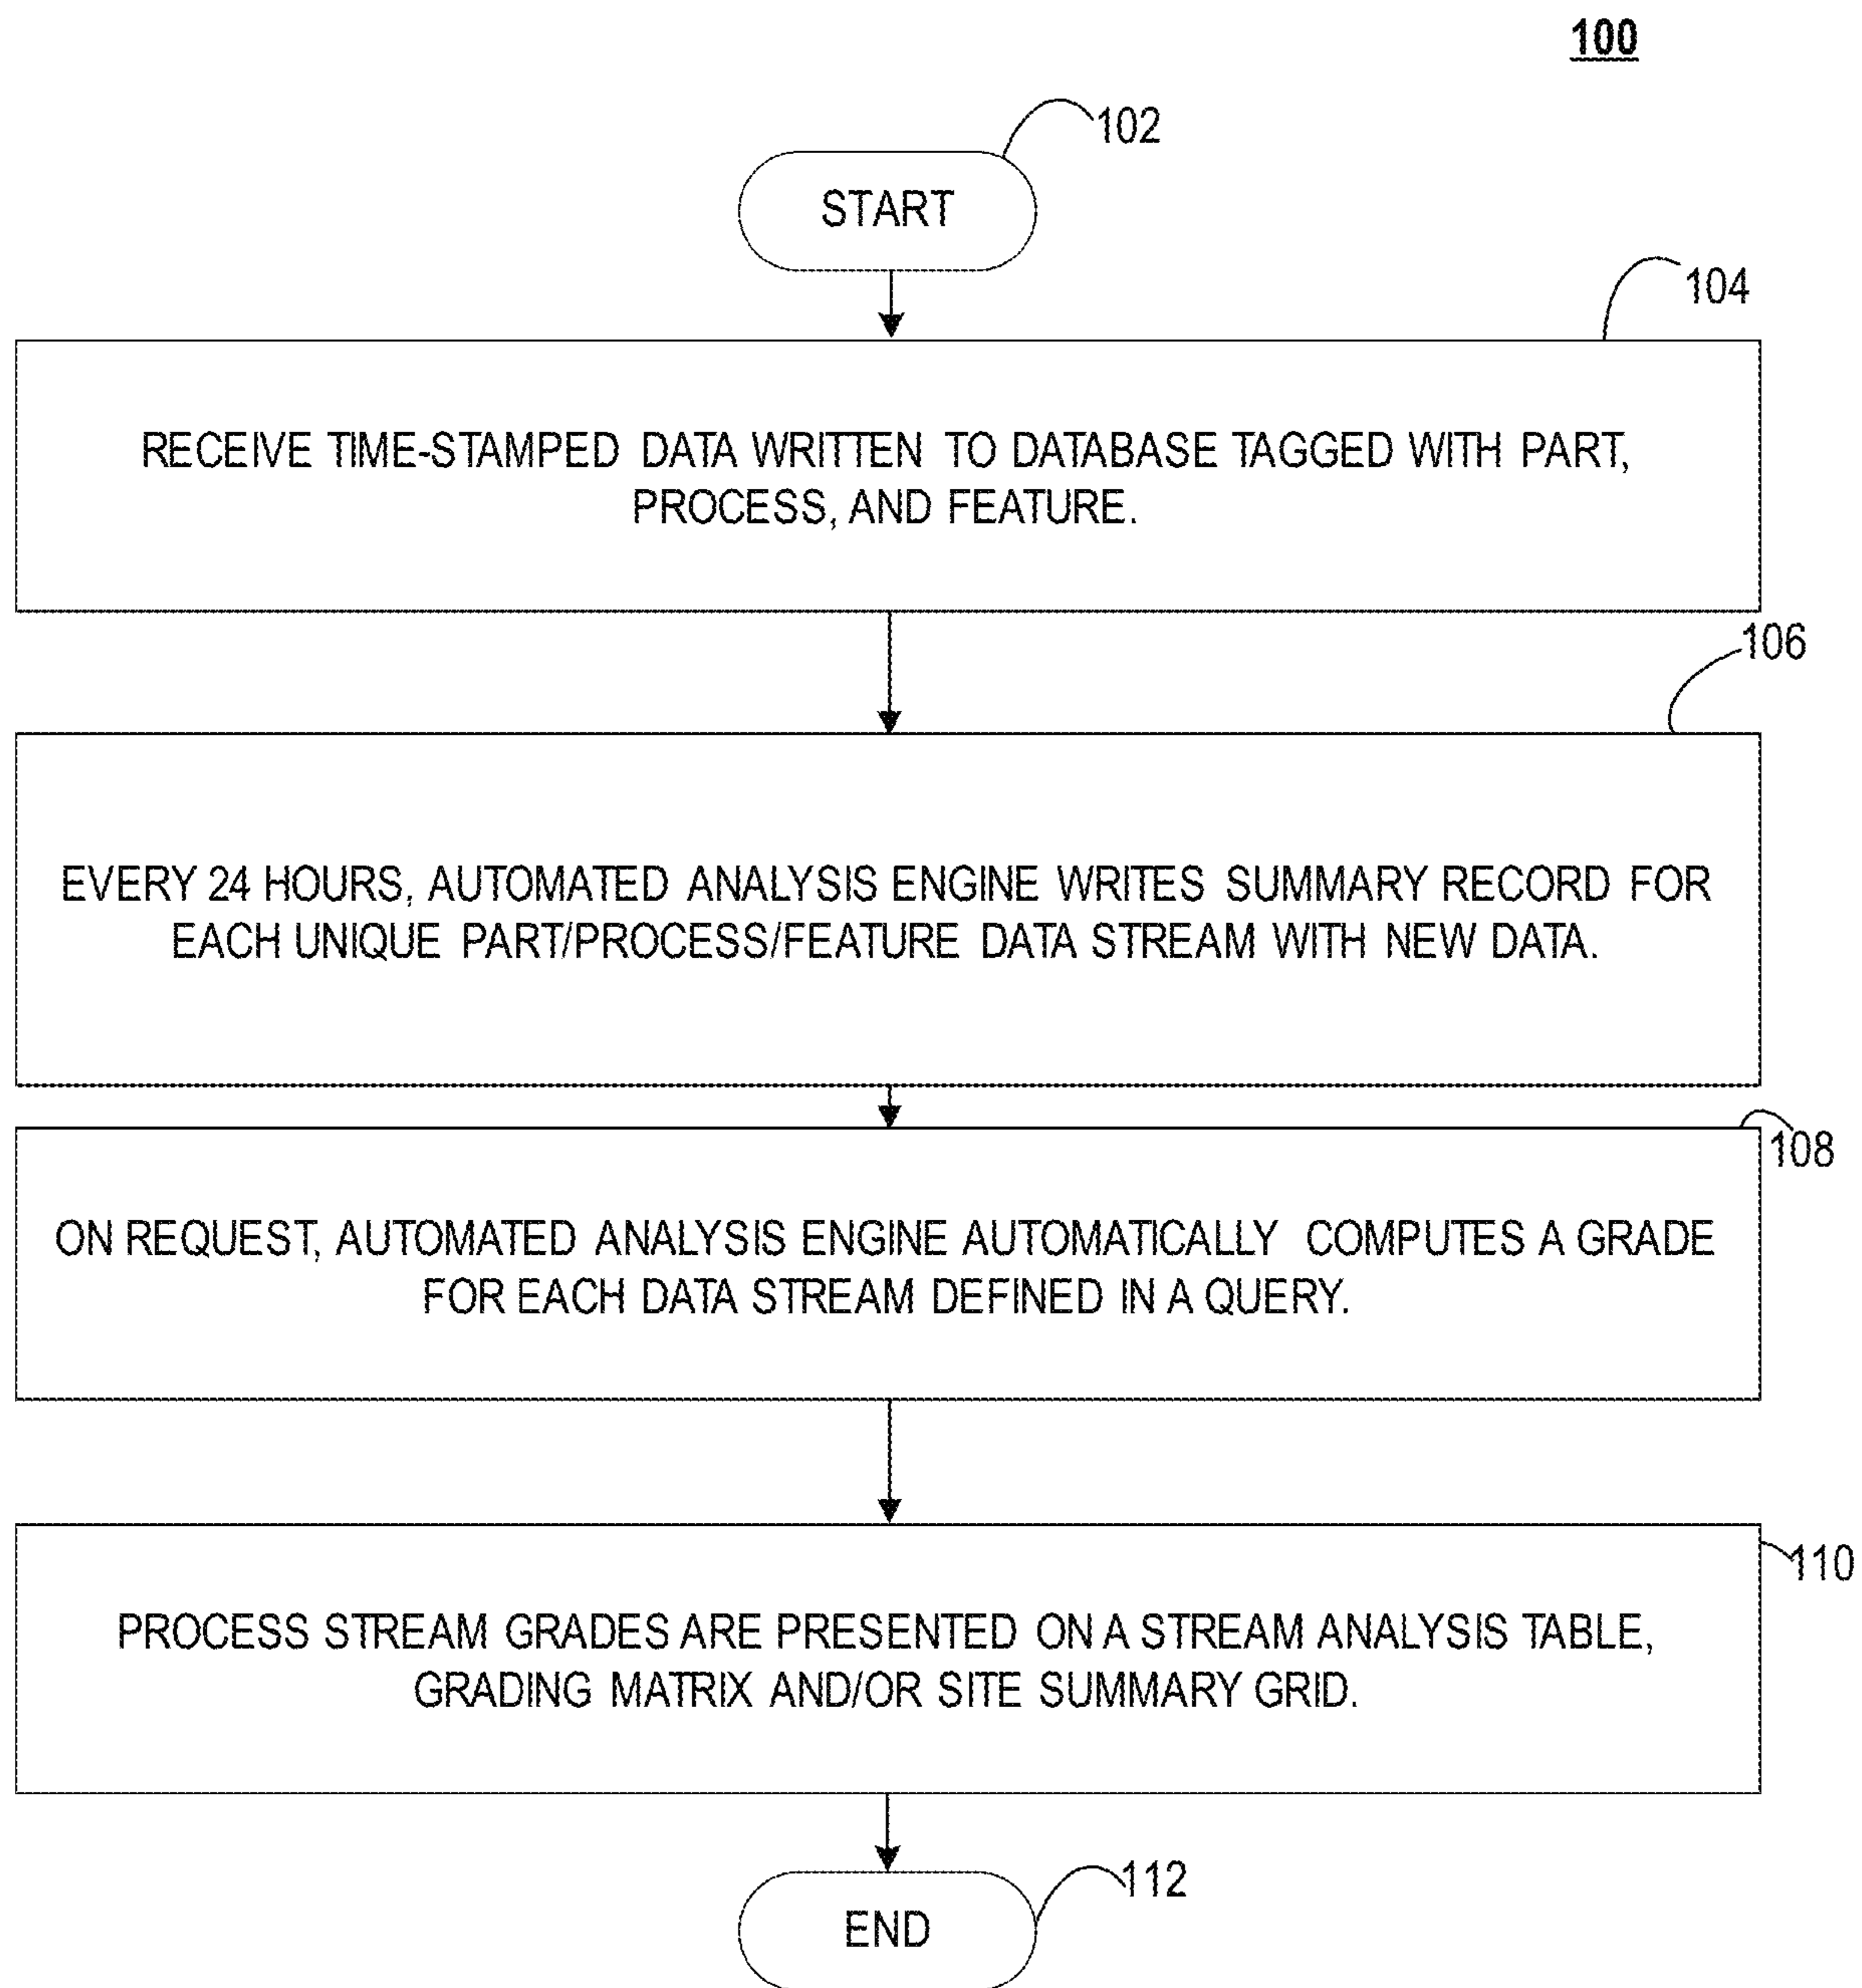 100
102
START
104
RECEIVE TIME-STAMPED DATA WRITTEN TO DATABASE TAGGED WITH PART,
PROCESS, AND FEATURE.
106
EVERY 24 HOURS, AUTOMATED ANALYSIS ENGINE WRITES SUMMARY RECORD FOR
EACH UNIQUE PART/PROCESS/FEATURE DATA STREAM WITH NEW DATA.
108
ON REQUEST, AUTOMATED ANALYSIS ENGINE AUTOMATICALLY COMPUTES A GRADE
FOR EACH DATA STREAM DEFINED IN A QUERY.
110
PROCESS STREAM GRADES ARE PRESENTED ON A STREAM ANALYSIS TABLE,
GRADING MATRIX AND/OR SITE SUMMARY GRID.
112
END